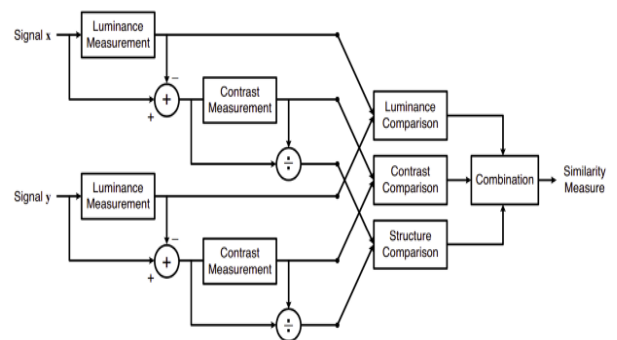 Signal x
Luminance
Measurement
−
+
+
Contrast
Measurement
÷
Luminance
Comparison
Signal y
Luminance
Measurement
−
+
+
Contrast
Measurement
÷
Contrast
Comparison
Structure
Comparison
Combination
Similarity
Measure